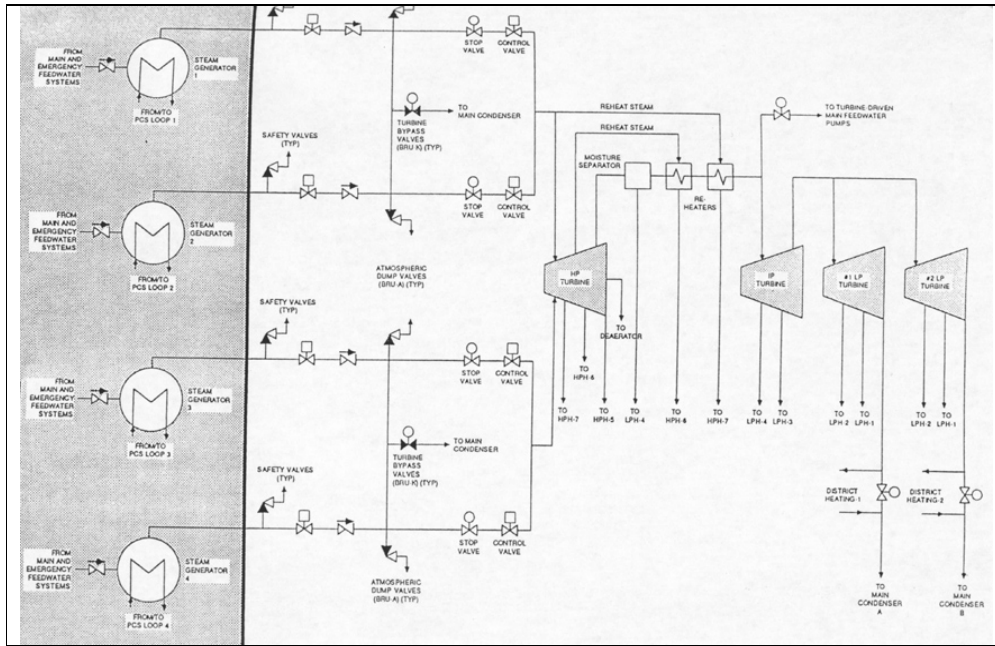 FROM
MAIN AND
EMERGENCY
FEEDWATER
SYSTEMS
STEAM
GENERATOR
1
FROM/TO
PCS LOOP 1
STOP
VALVE
CONTROL
VALVE
TO
MAIN CONDENSER
TURBINE
BYPASS
VALVES
(BRU-K) (TYP)
SAFETY VALVES
(TYP)
FROM
MAIN AND
EMERGENCY
FEEDWATER
SYSTEMS
STEAM
GENERATOR
2
FROM/TO
PCS LOOP 2
STOP
VALVE
CONTROL
VALVE
ATMOSPHERIC
DUMP VALVES
(BRU-A) (TYP)
REHEAT STEAM
REHEAT STEAM
MOISTURE
SEPARATOR
RE-
HEATERS
TO TURBINE DRIVEN
MAIN FEEDWATER
PUMPS
HP
TURBINE
IP
TURBINE
#1 LP
TURBINE
#2 LP
TURBINE
TO
DEAERATOR
SAFETY VALVES
(TYP)
FROM
MAIN AND
EMERGENCY
FEEDWATER
SYSTEMS
STEAM
GENERATOR
3
FROM/TO
PCS LOOP 3
STOP
VALVE
CONTROL
VALVE
TO MAIN
CONDENSER
TURBINE
BYPASS
VALVES
(BRU-K) (TYP)
TO
HPH-7
TO
HPH-6
TO
HPH-5
TO
LPH-4
TO
HPH-6
TO
HPH-7
TO
LPH-4
TO
LPH-3
TO
LPH-2
TO
LPH-1
TO
LPH-2
TO
LPH-1
SAFETY VALVES
(TYP)
FROM
MAIN AND
EMERGENCY
FEEDWATER
SYSTEMS
STEAM
GENERATOR
4
FROM/TO
PCS LOOP 4
STOP
VALVE
CONTROL
VALVE
ATMOSPHERIC
DUMP VALVES
(BRU-A) (TYP)
DISTRICT
HEATING-1
DISTRICT
HEATING-2
TO
MAIN
CONDENSER
A
TO
MAIN
CONDENSER
B